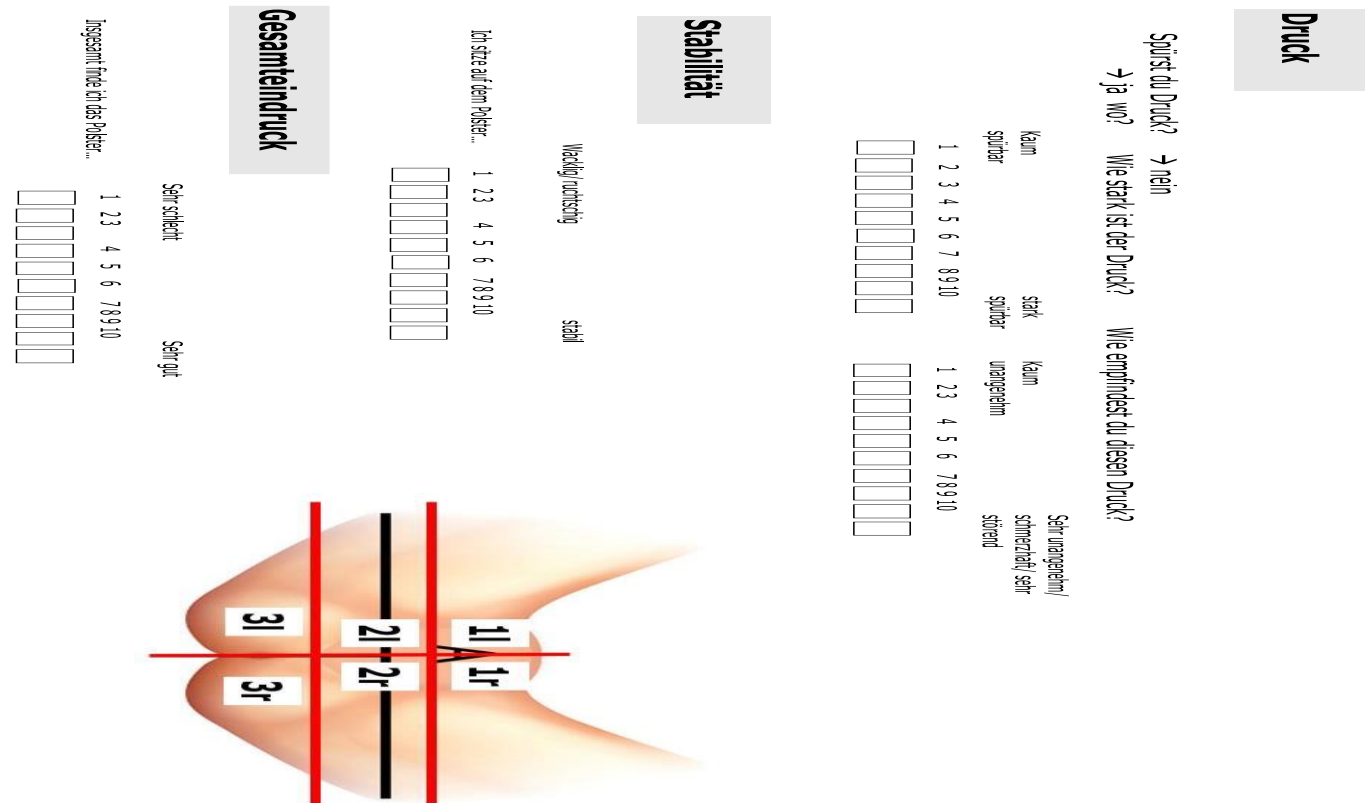 Druck
Spürst du Druck? → nein
→ ja wo? Wie stark ist der Druck? Wie empfindest du diesen Druck?
Kaum spürbar
stark spürbar
1 2 3 4 5 6 7 8 9 10
Kaum unangenehm
Sehr unangenehm/
schmerzhaft/ sehr
störend
1 2 3 4 5 6 7 8 9 10
Stabilität
Wacklig/ ruchtschig stabil
Ich sitze auf dem Polster... 1 2 3 4 5 6 7 8 9 10
Gesamteindruck
Sehr schlecht Sehr gut
Insgesamt finde ich das Polster... 1 2 3 4 5 6 7 8 9 10
1l 1r
A
2l 2r
3l 3r